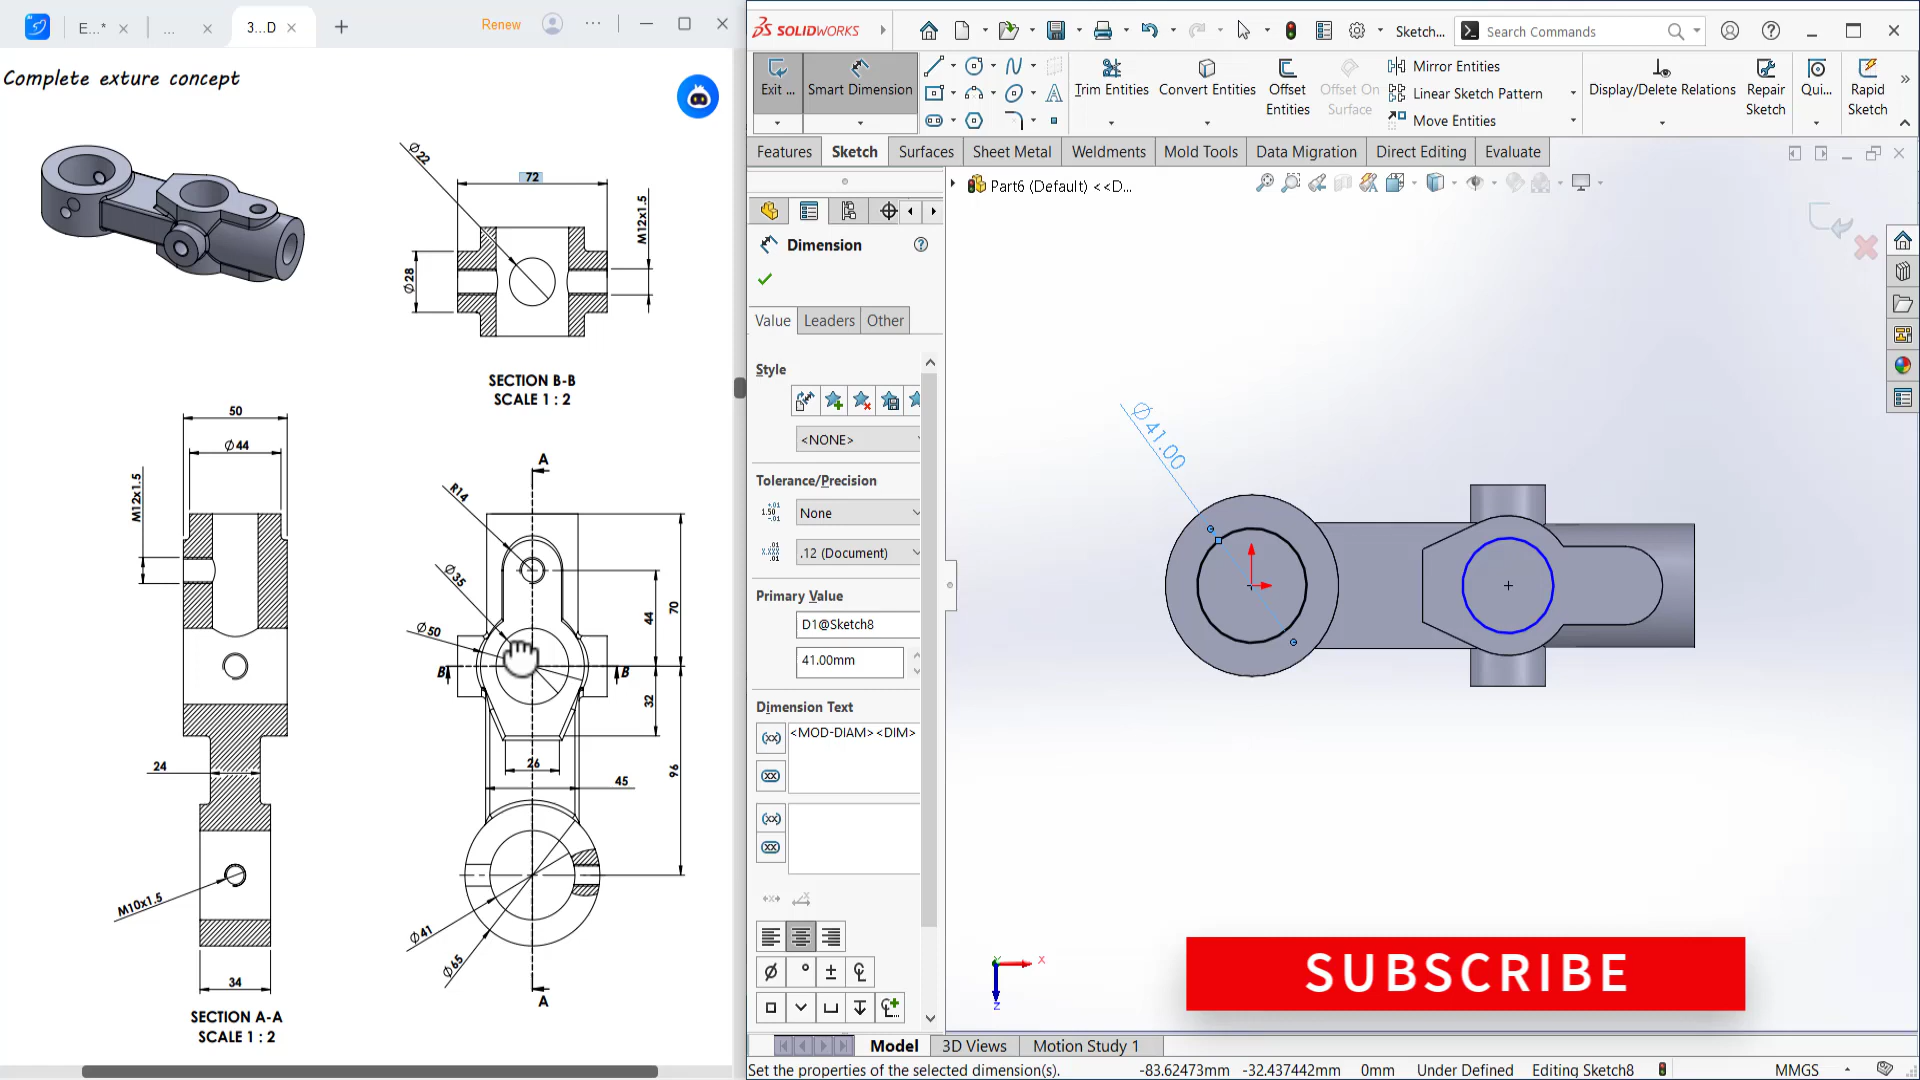 E...*
...
3...D
Renew
Complete exture concept
Ø22
72
M12x1.5
Ø28
SECTION B-B
SCALE 1 : 2
50
Ø44
M12x1.5
24
M10x1.5
34
SECTION A-A
SCALE 1 : 2
A
R14
Ø35
Ø50
B
B
44
70
32
26
45
96
Ø41
Ø65
A
SOLIDWORKS
Sketch...
Search Commands
Exit ...
Smart Dimension
Trim Entities
Convert Entities
Offset Entities
Offset On Surface
Mirror Entities
Linear Sketch Pattern
Move Entities
Display/Delete Relations
Repair Sketch
Qui...
Rapid Sketch
Features
Sketch
Surfaces
Sheet Metal
Weldments
Mold Tools
Data Migration
Direct Editing
Evaluate
Part6 (Default) <<D...
Dimension
Value
Leaders
Other
Style
<NONE>
Tolerance/Precision
None
.12 (Document)
Primary Value
D1@Sketch8
41.00mm
Dimension Text
<MOD-DIAM><DIM>
Ø41.00
X
Y
Z
SUBSCRIBE
Model
3D Views
Motion Study 1
Set the properties of the selected dimension(s).
-83.62473mm
-32.437442mm
0mm
Under Defined
Editing Sketch8
MMGS